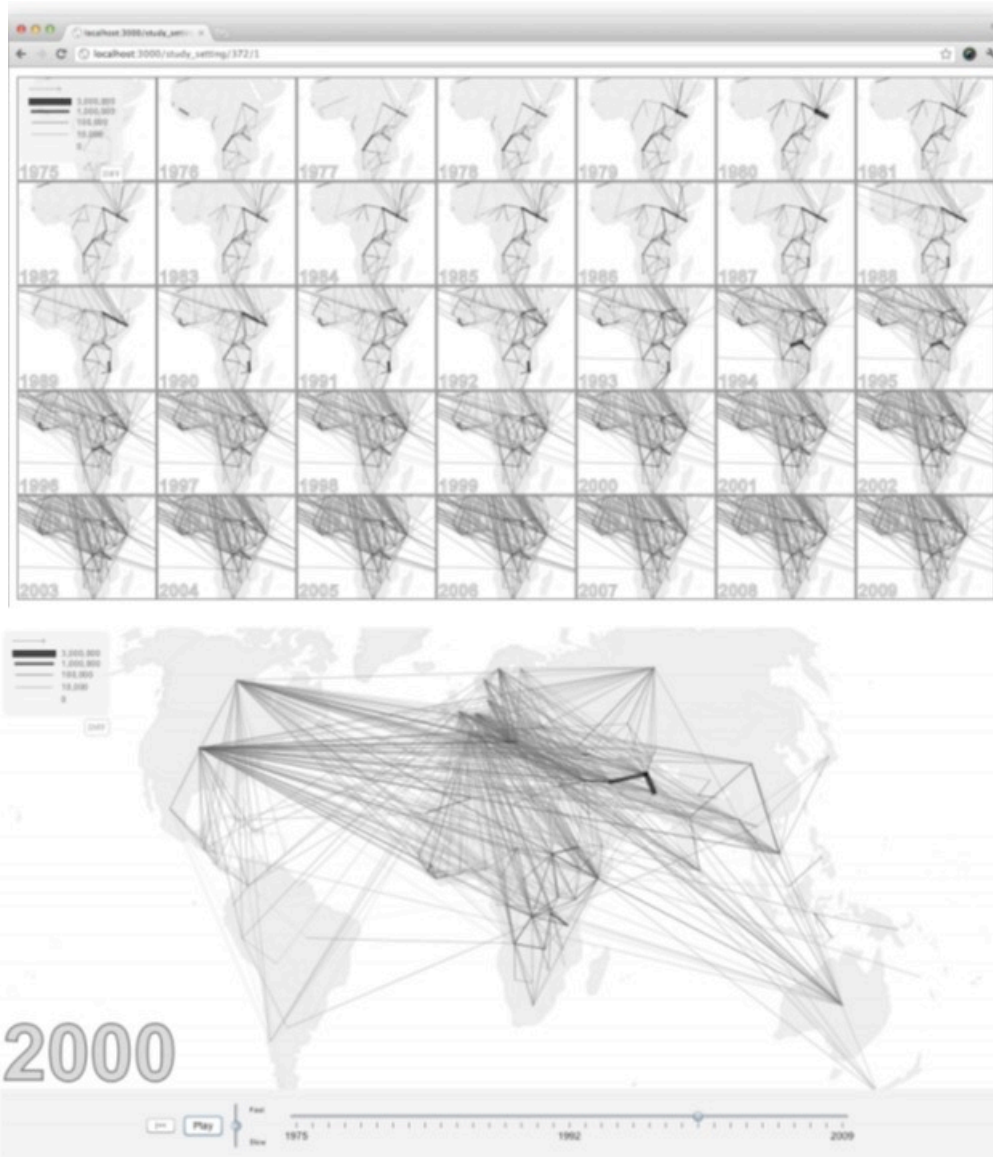 localhost:3000/study_setti
localhost:3000/study_setting/372/1
3,000,000
1,000,000
100,000
10,000
0
1975 1976 1977 1978 1979 1980 1981
1982 1983 1984 1985 1986 1987 1988
1989 1990 1991 1992 1993 1994 1995
1996 1997 1998 1999 2000 2001 2002
2003 2004 2005 2006 2007 2008 2009
3,000,000
1,000,000
100,000
10,000
0
2000
Fast
Play
Slow
1975 1992 2009